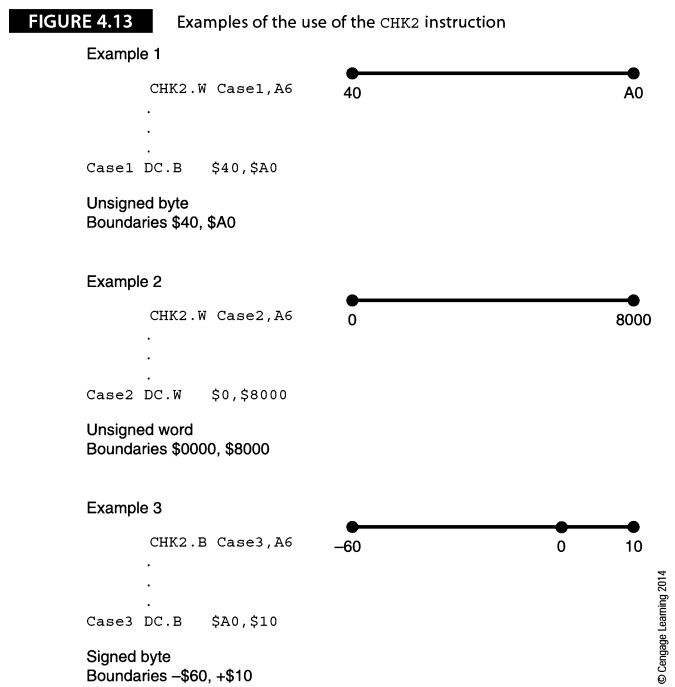 FIGURE 4.13 Examples of the use of the CHK2 instruction
Example 1
CHK2.W Case1,A6
40 A0
.
.
.
Case1 DC.B $40,$A0
Unsigned byte
Boundaries $40, $A0
Example 2
CHK2.W Case2,A6
0 8000
.
.
.
Case2 DC.W $0,$8000
Unsigned word
Boundaries $0000, $8000
Example 3
CHK2.B Case3,A6
–60 0 10
.
.
.
Case3 DC.B $A0,$10
Signed byte
Boundaries –$60, +$10
© Cengage Learning 2014